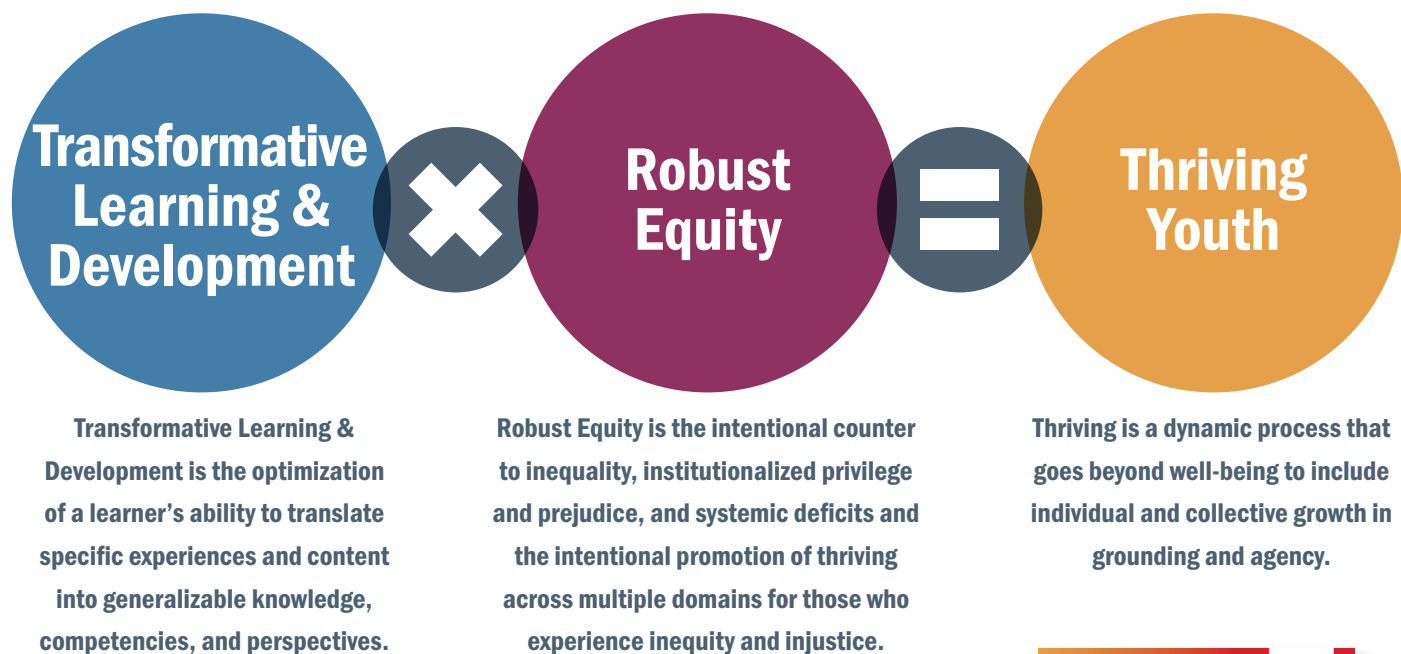 Transformative
Learning &
Development
Robust
Equity
Thriving
Youth
Transformative Learning &
Development is the optimization
of a learner’s ability to translate
specific experiences and content
into generalizable knowledge,
competencies, and perspectives.
Robust Equity is the intentional counter
to inequality, institutionalized privilege
and prejudice, and systemic deficits and
the intentional promotion of thriving
across multiple domains for those who
experience inequity and injustice.
Thriving is a dynamic process that
goes beyond well-being to include
individual and collective growth in
grounding and agency.